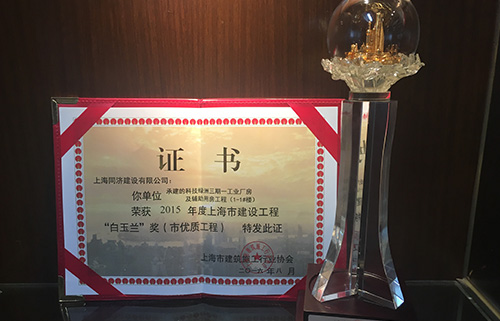 证 书
上海同济建设有限公司：
你单位 承建的科技绿洲三期一工业厂房
及辅助用房工程（1-1#楼）
荣获 2015 年度上海市建设工程
“白玉兰”奖（市优质工程） 特发此证
上海市建筑施工行业协会
二〇一六年八月